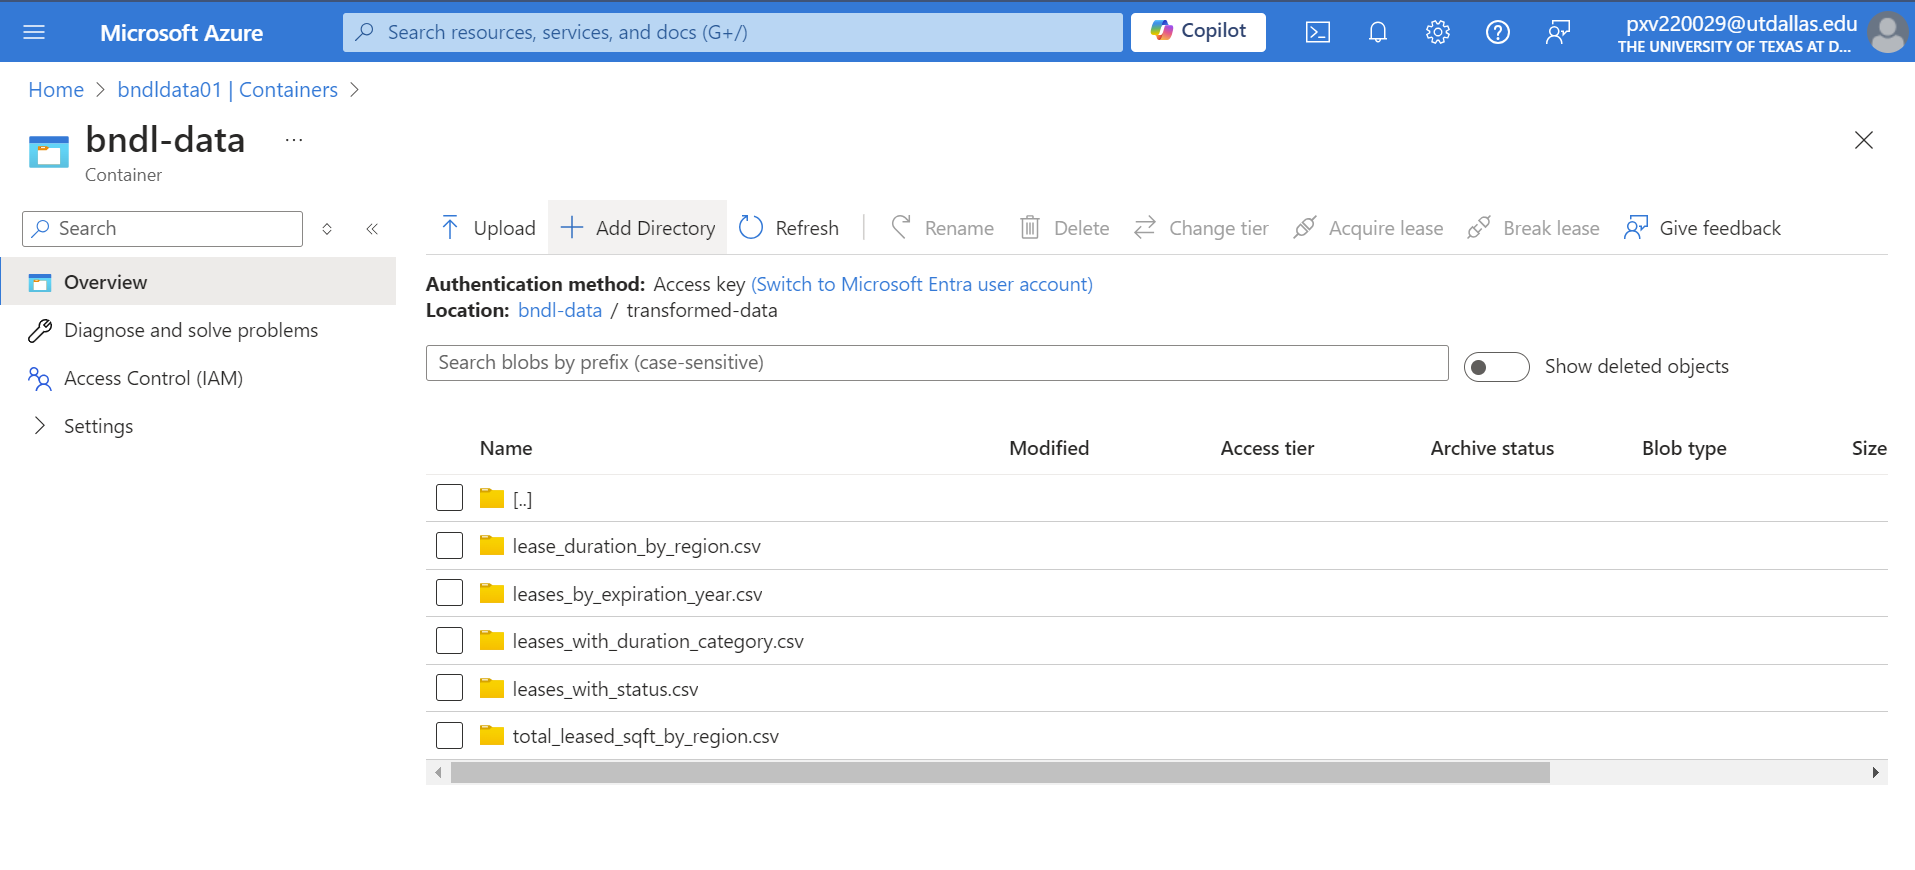 Microsoft Azure
Search resources, services, and docs (G+/)
Copilot
pxv220029@utdallas.edu
THE UNIVERSITY OF TEXAS AT D...
Home > bndldata01 | Containers >
bndl-data ...
Container
Search
Overview
Diagnose and solve problems
Access Control (IAM)
Settings
Upload Add Directory Refresh Rename Delete Change tier Acquire lease Break lease Give feedback
Authentication method: Access key (Switch to Microsoft Entra user account)
Location: bndl-data / transformed-data
Search blobs by prefix (case-sensitive)
Show deleted objects
Name Modified Access tier Archive status Blob type Size
[..]
lease_duration_by_region.csv
leases_by_expiration_year.csv
leases_with_duration_category.csv
leases_with_status.csv
total_leased_sqft_by_region.csv